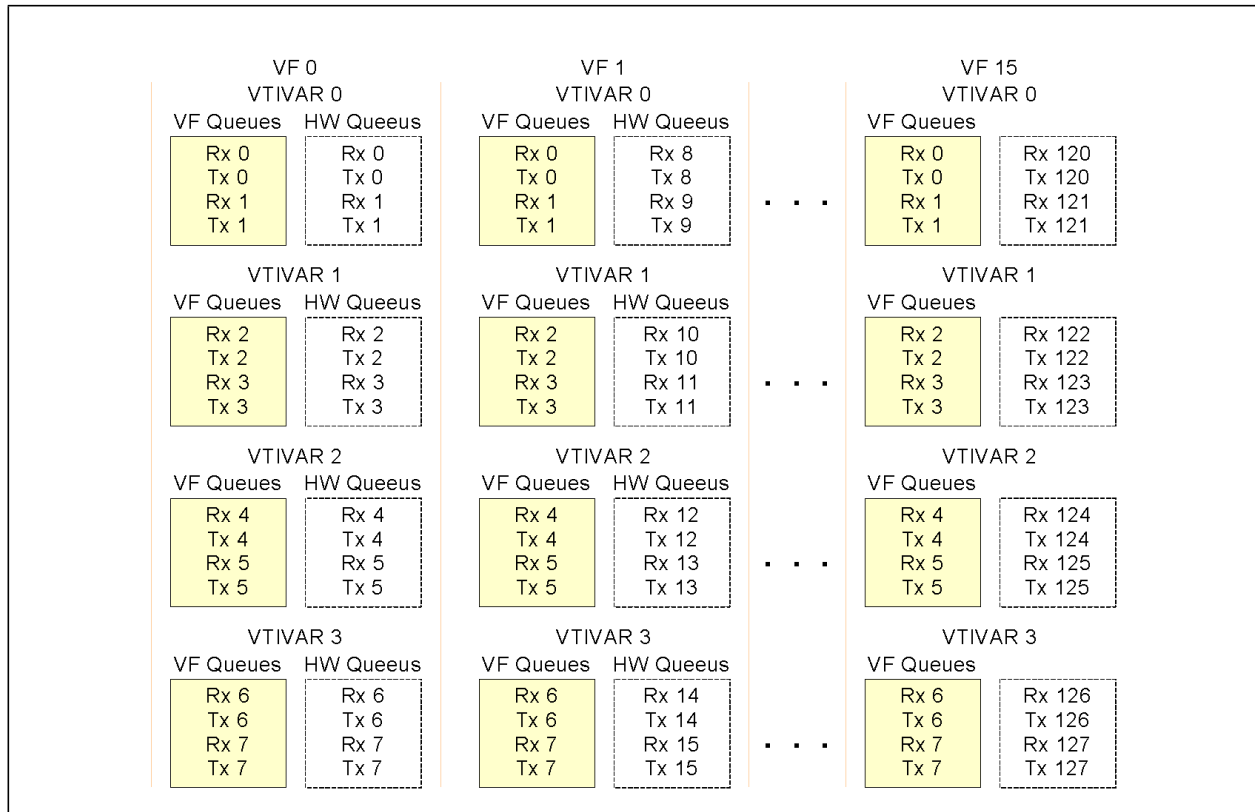 VF 0 VF 1 VF 15
VTIVAR 0 VTIVAR 0 VTIVAR 0
VF Queues HW Queeus VF Queues HW Queeus VF Queues
Rx 0 Rx 0 Rx 0 Rx 8 Rx 0 Rx 120
Tx 0 Tx 0 Tx 0 Tx 8 Tx 0 Tx 120
Rx 1 Rx 1 Rx 1 Rx 9 Rx 1 Rx 121
. . .
Tx 1 Tx 1 Tx 1 Tx 9 Tx 1 Tx 121
VTIVAR 1 VTIVAR 1 VTIVAR 1
VF Queues HW Queeus VF Queues HW Queeus VF Queues
Rx 2 Rx 2 Rx 2 Rx 10 Rx 2 Rx 122
Tx 2 Tx 2 Tx 2 Tx 10 Tx 2 Tx 122
Rx 3 Rx 3 Rx 3 Rx 11 Rx 3 Rx 123
. . .
Tx 3 Tx 3 Tx 3 Tx 11 Tx 3 Tx 123
VTIVAR 2 VTIVAR 2 VTIVAR 2
VF Queues HW Queeus VF Queues HW Queeus VF Queues
Rx 4 Rx 4 Rx 4 Rx 12 Rx 4 Rx 124
Tx 4 Tx 4 Tx 4 Tx 12 Tx 4 Tx 124
Rx 5 Rx 5 Rx 5 Rx 13 Rx 5 Rx 125
. . .
Tx 5 Tx 5 Tx 5 Tx 13 Tx 5 Tx 125
VTIVAR 3 VTIVAR 3 VTIVAR 3
VF Queues HW Queeus VF Queues HW Queeus VF Queues
Rx 6 Rx 6 Rx 6 Rx 14 Rx 6 Rx 126
Tx 6 Tx 6 Tx 6 Tx 14 Tx 6 Tx 126
Rx 7 Rx 7 Rx 7 Rx 15 Rx 7 Rx 127
. . .
Tx 7 Tx 7 Tx 7 Tx 15 Tx 7 Tx 127